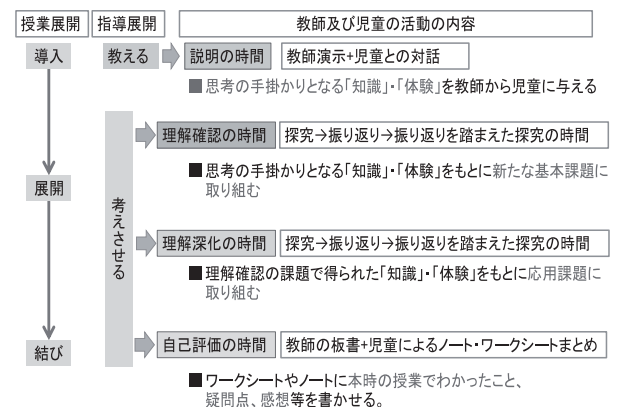 授業展開 指導展開 教師及び児童の活動の内容
導入 教える 説明の時間 教師演示+児童との対話
■思考の手掛かりとなる「知識」・「体験」を教師から児童に与える
理解確認の時間 探究→振り返り→振り返りを踏まえた探究の時間
■思考の手掛かりとなる「知識」・「体験」をもとに新たな基本課題に
取り組む
展開
考えさせる
理解深化の時間 探究→振り返り→振り返りを踏まえた探究の時間
■理解確認の課題で得られた「知識」・「体験」をもとに応用課題に
取り組む
結び 自己評価の時間 教師の板書+児童によるノート・ワークシートまとめ
■ワークシートやノートに本時の授業でわかったこと、
疑問点、感想等を書かせる。